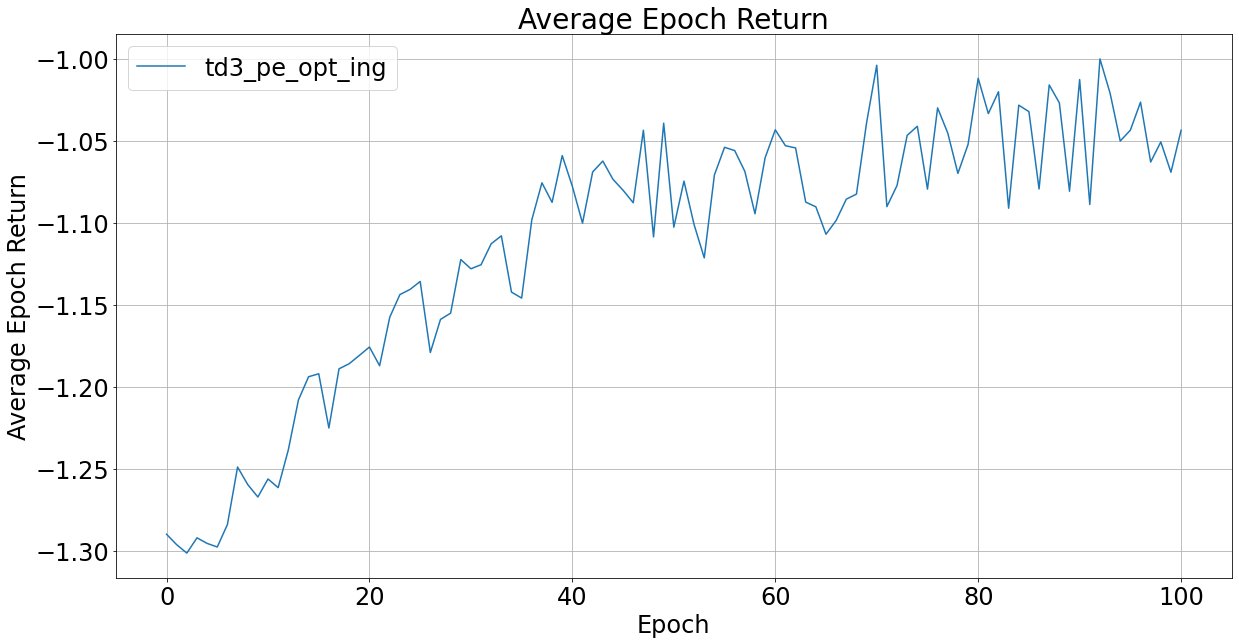 Average Epoch Return
td3_pe_opt_ing
Average Epoch Return
−1.00
−1.05
−1.10
−1.15
−1.20
−1.25
−1.30
0 20 40 60 80 100
Epoch